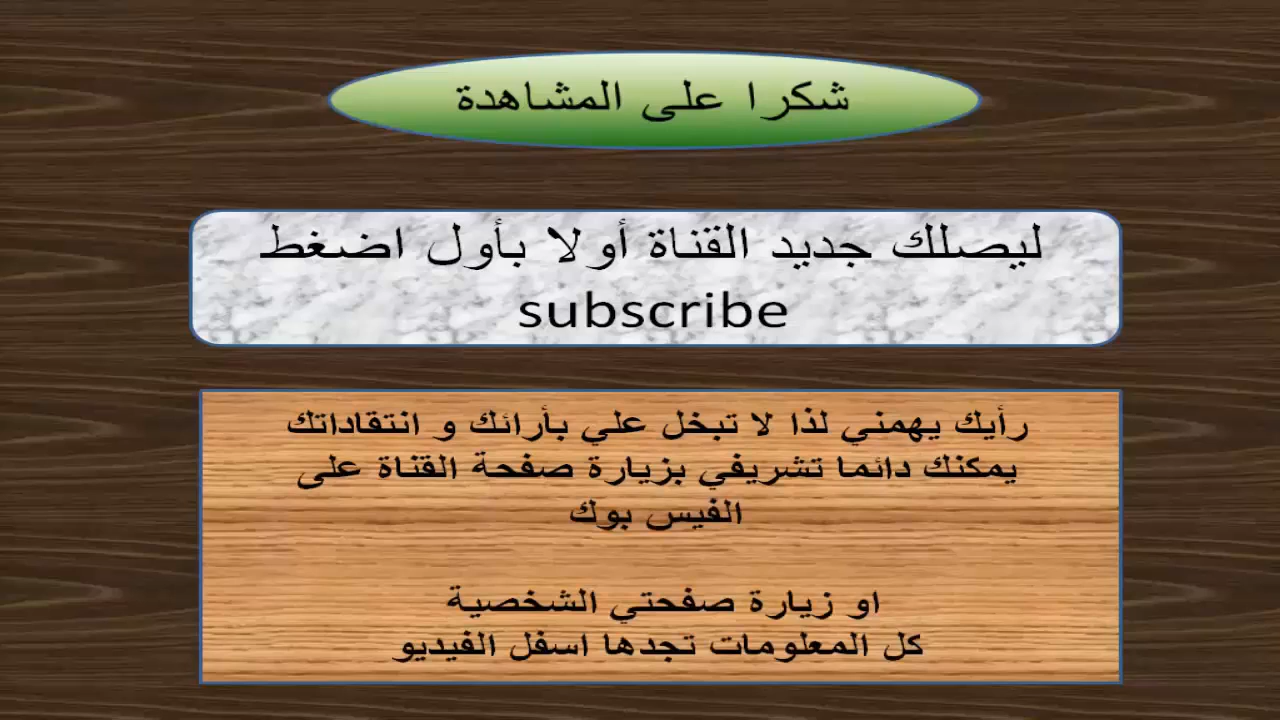 شكرا على المشاهدة
ليصلك جديد القناة أولا بأول اضغط
subscribe
رأيك يهمني لذا لا تبخل علي بأرائك و انتقاداتك
يمكنك دائما تشريفي بزيارة صفحة القناة على
الفيس بوك
او زيارة صفحتي الشخصية
كل المعلومات تجدها اسفل الفيديو